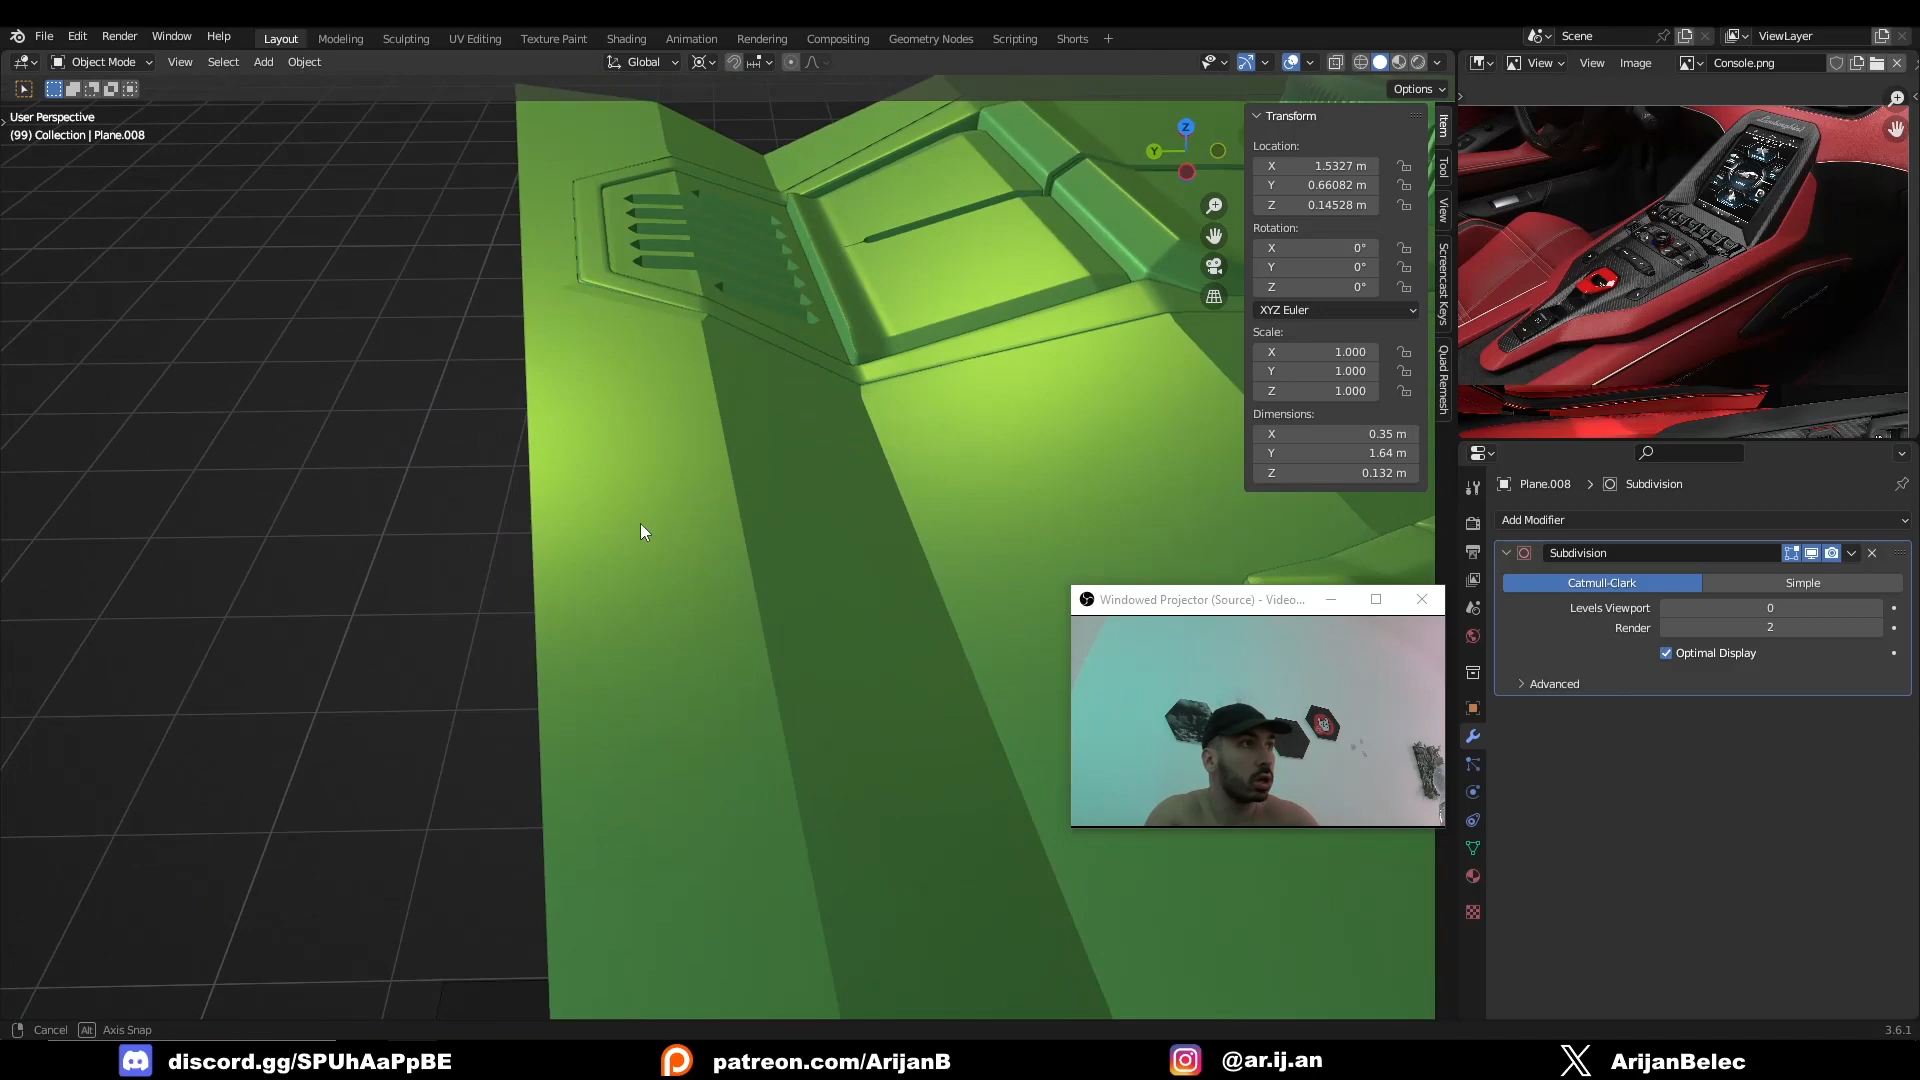 File Edit Render Window Help
Layout Modeling Sculpting UV Editing Texture Paint Shading Animation Rendering Compositing Geometry Nodes Scripting Shorts +
Scene
ViewLayer
Object Mode View Select Add Object
Global
View View Image Console.png
Options
User Perspective
(99) Collection | Plane.008
Z
Y
Transform
Location:
X 1.5327 m
Y 0.66082 m
Z 0.14528 m
Rotation:
X 0°
Y 0°
Z 0°
XYZ Euler
Scale:
X 1.000
Y 1.000
Z 1.000
Dimensions:
X 0.35 m
Y 1.64 m
Z 0.132 m
Item
Tool
View
Screencast Keys
Quad Remesh
Plane.008 > Subdivision
Add Modifier
Subdivision
Catmull-Clark Simple
Levels Viewport 0
Render 2
Optimal Display
Advanced
Windowed Projector (Source) - Video...
Cancel Alt Axis Snap
3.6.1
discord.gg/SPUhAaPpBE
patreon.com/ArijanB
@ar.ij.an
ArijanBelec